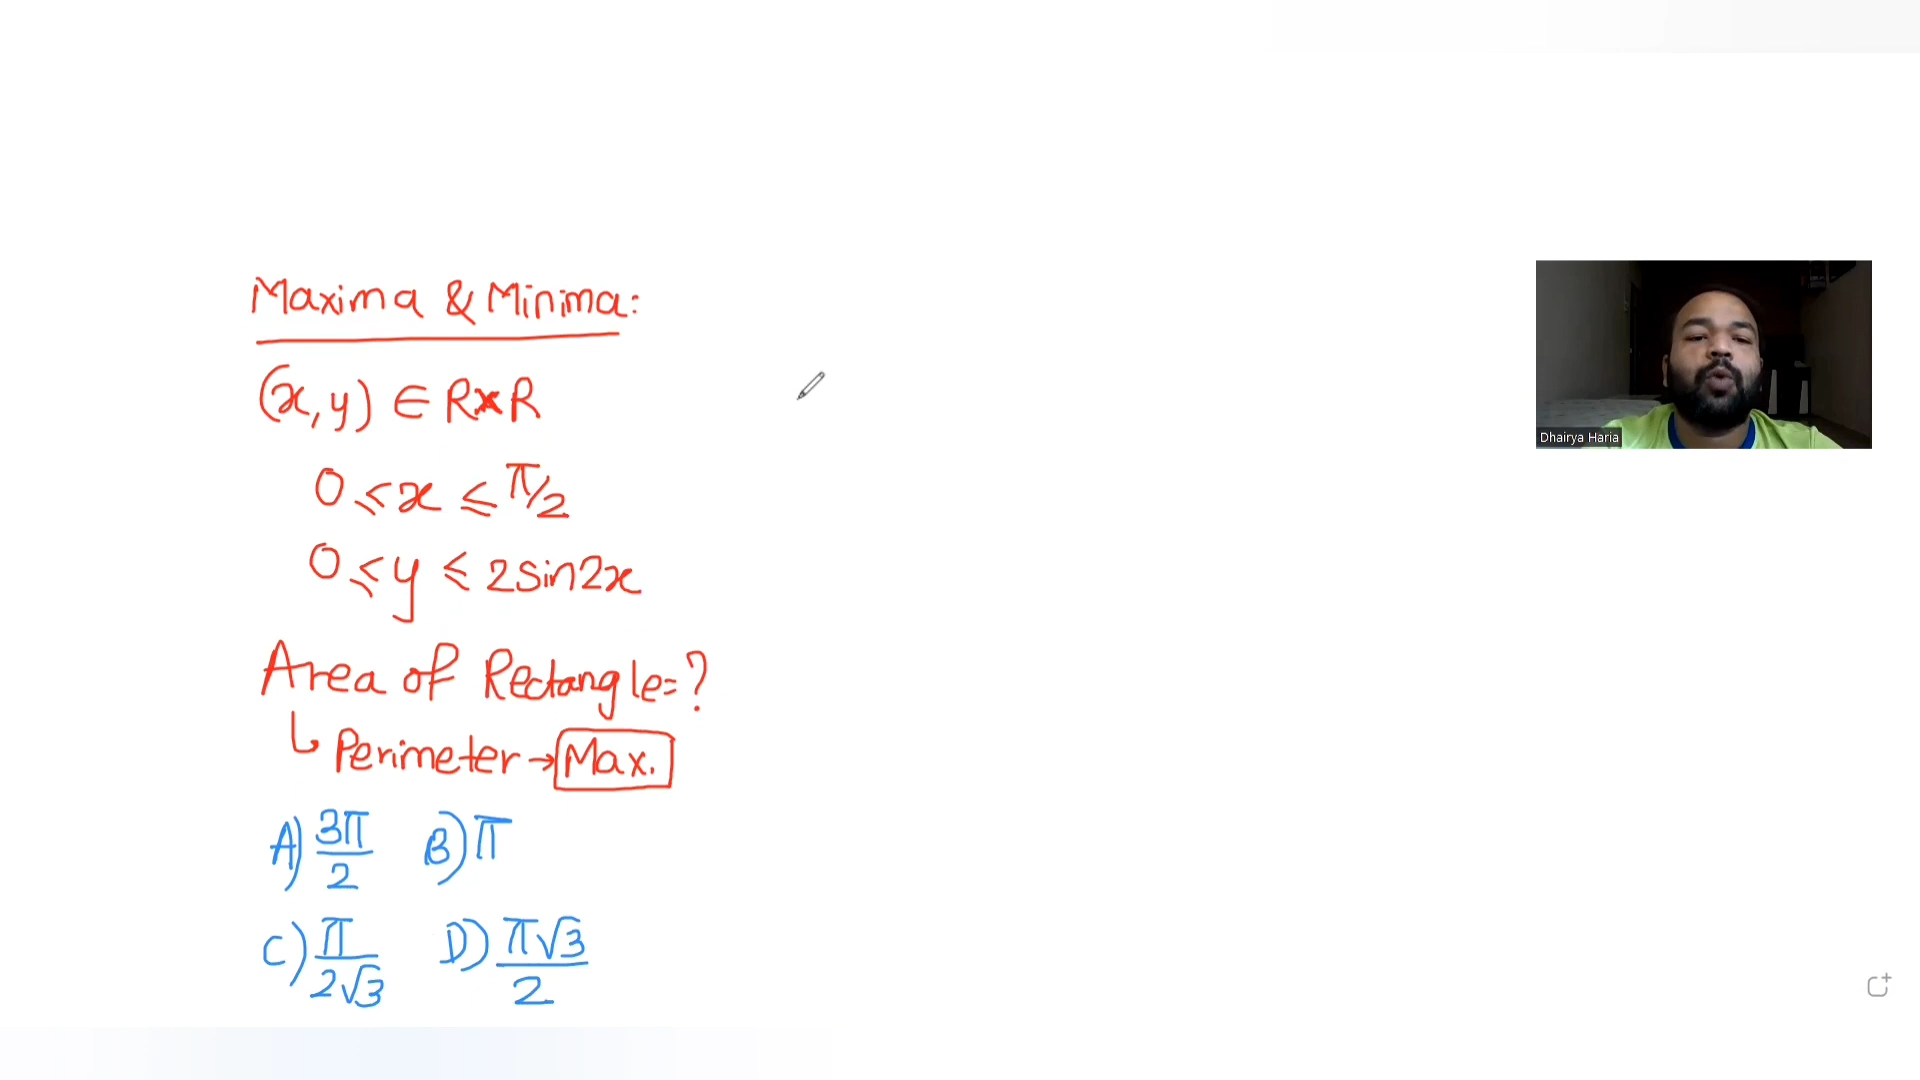 Maxima & Minima:
(x,y) ∈ R×R
0 ≤ x ≤ π/2
0 ≤ y ≤ 2sin2x
Area of Rectangle=?
↳ Perimeter → Max.
A) 3π/2 B) π
C) π/2√3 D) π√3/2
Dhairya Haria